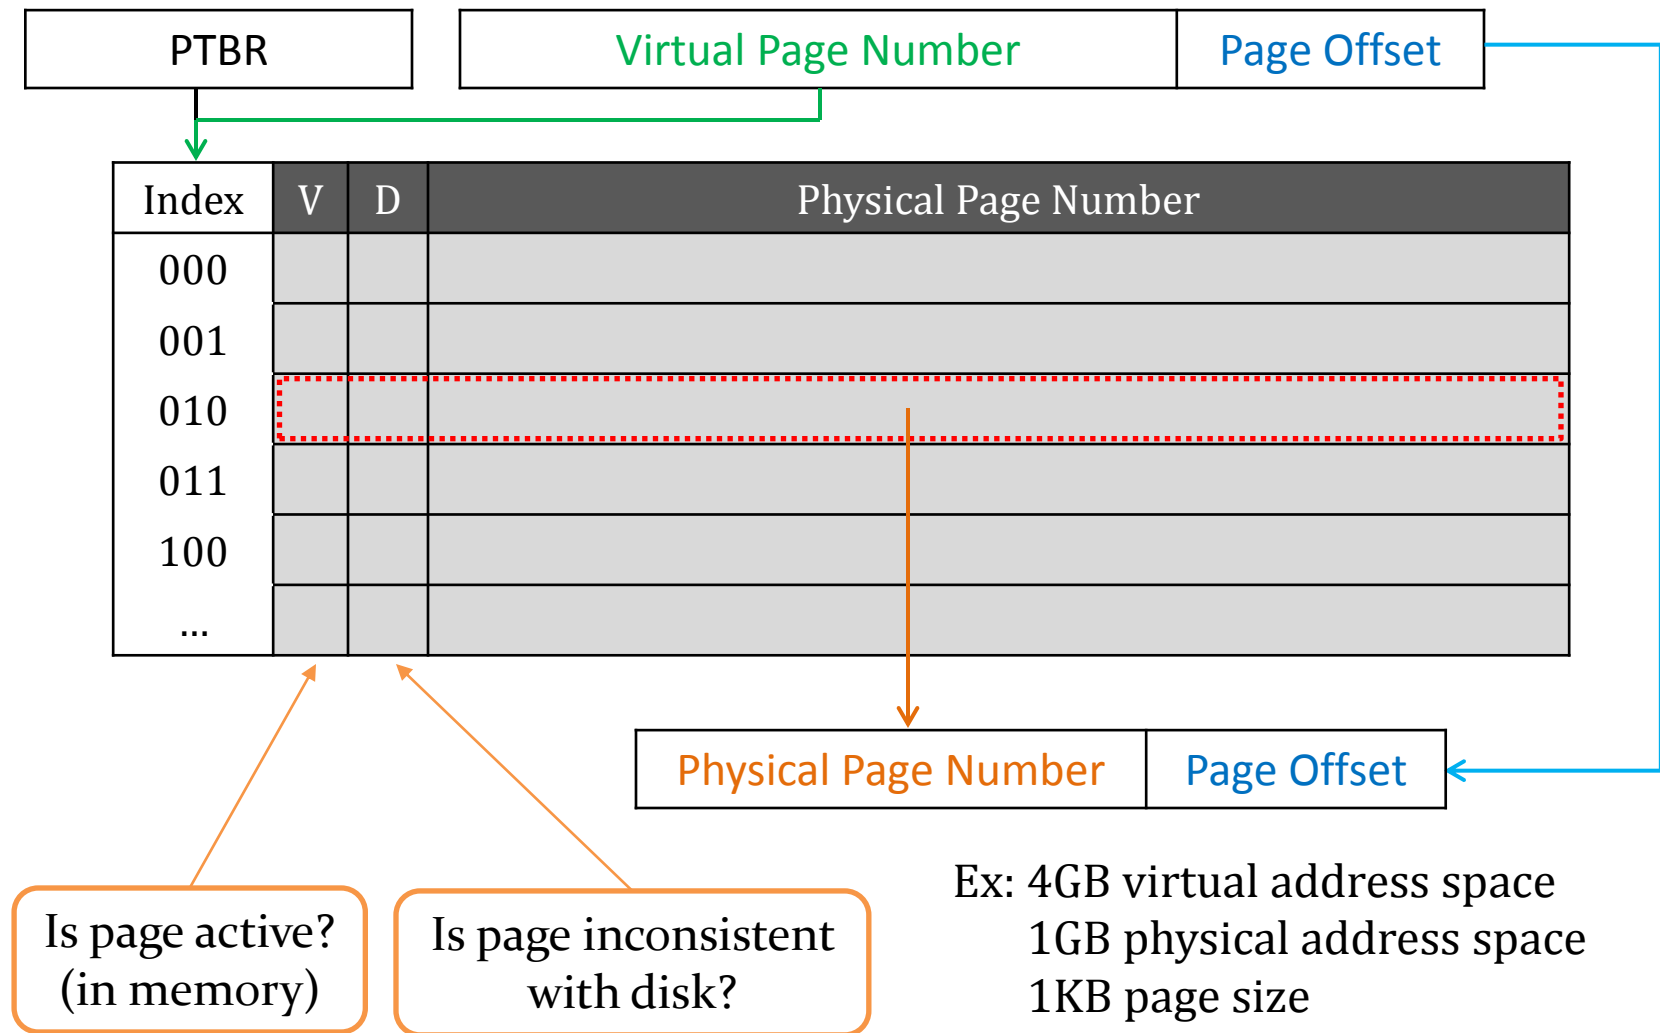 PTBR
Virtual Page Number
Page Offset
Index V D Physical Page Number
000
001
010
011
100
...
Physical Page Number
Page Offset
Is page active?
(in memory)
Is page inconsistent
with disk?
Ex: 4GB virtual address space
1GB physical address space
1KB page size